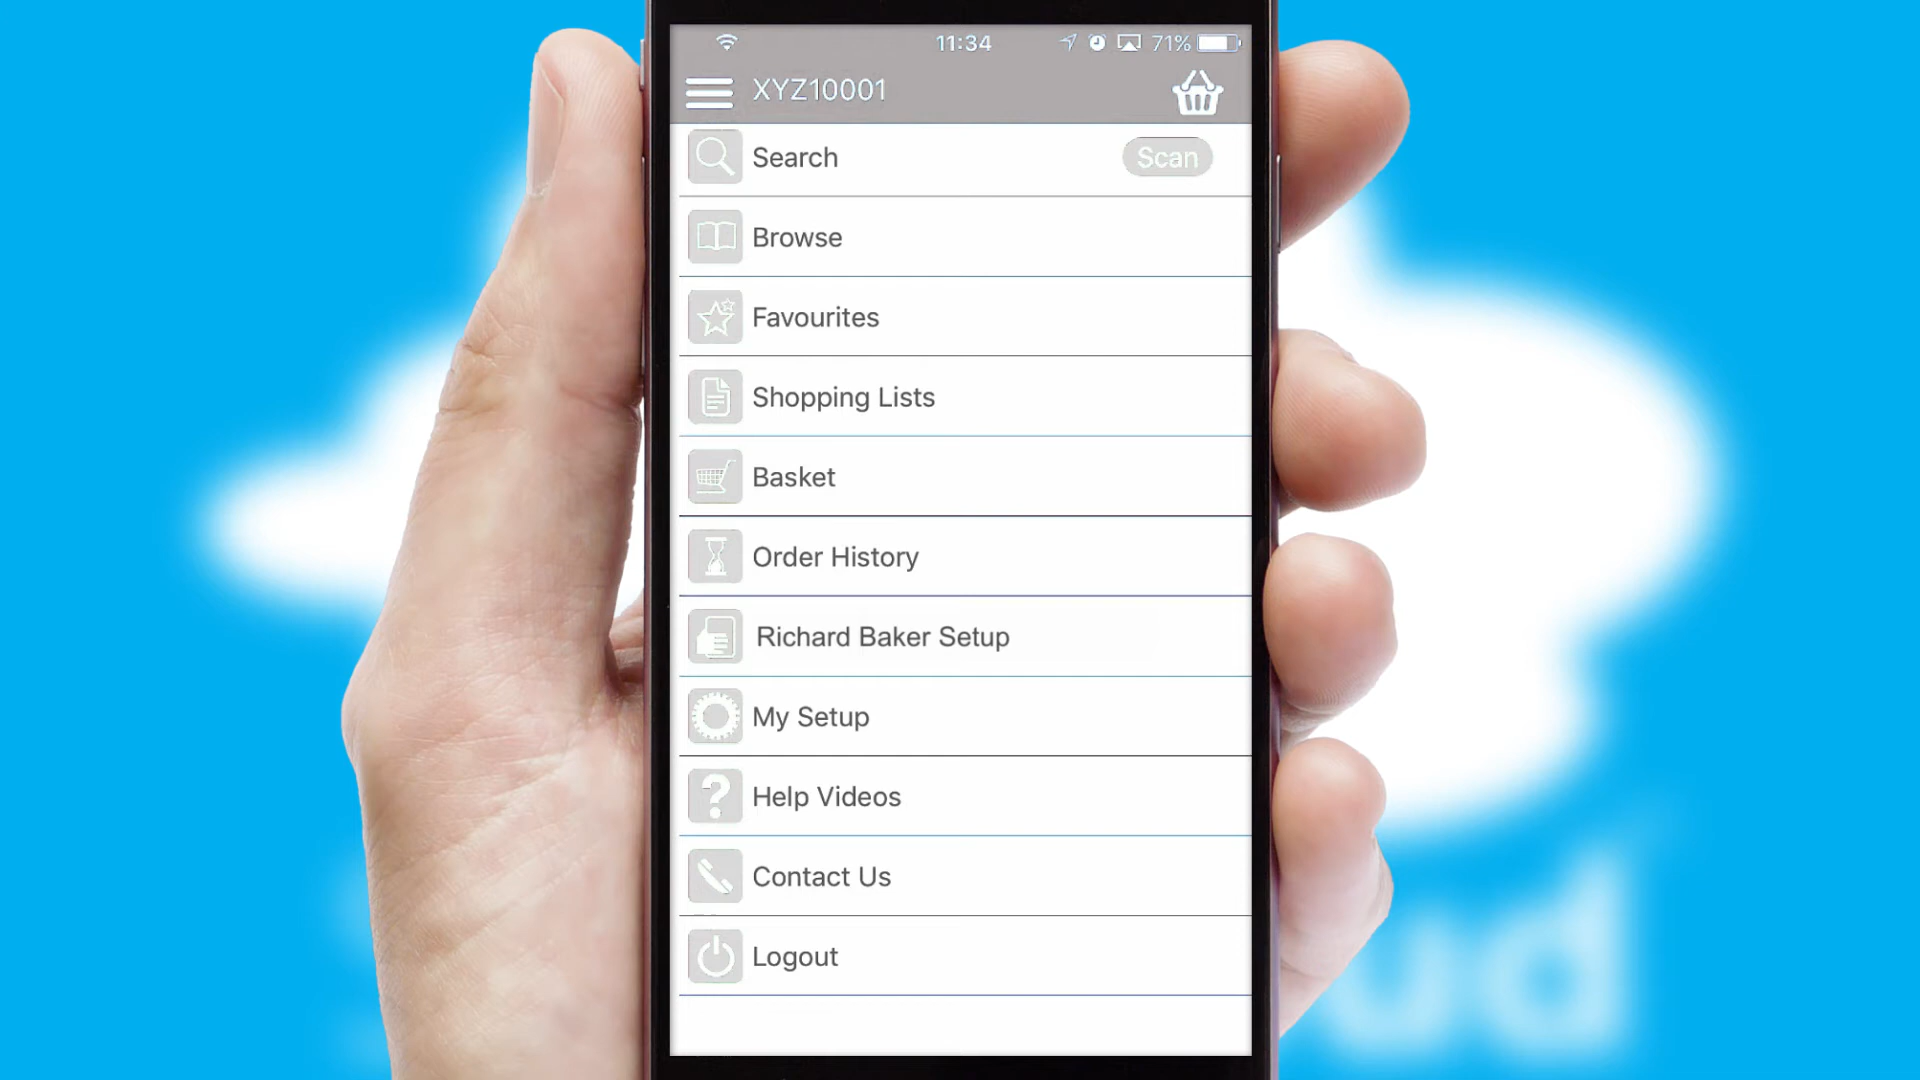 11:34
71%
XYZ10001
Search
Scan
Browse
Favourites
Shopping Lists
Basket
Order History
Richard Baker Setup
My Setup
Help Videos
Contact Us
Logout